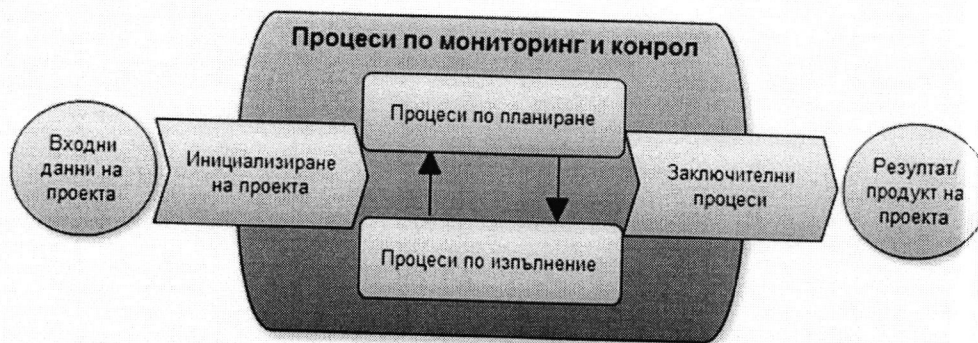 Процеси по мониторинг и конрол
Процеси по планиране
Входни
данни на
проекта
Инициализиране
на проекта
Заключителни
процеси
Резултат/
продукт на
проекта
Процеси по изпълнение